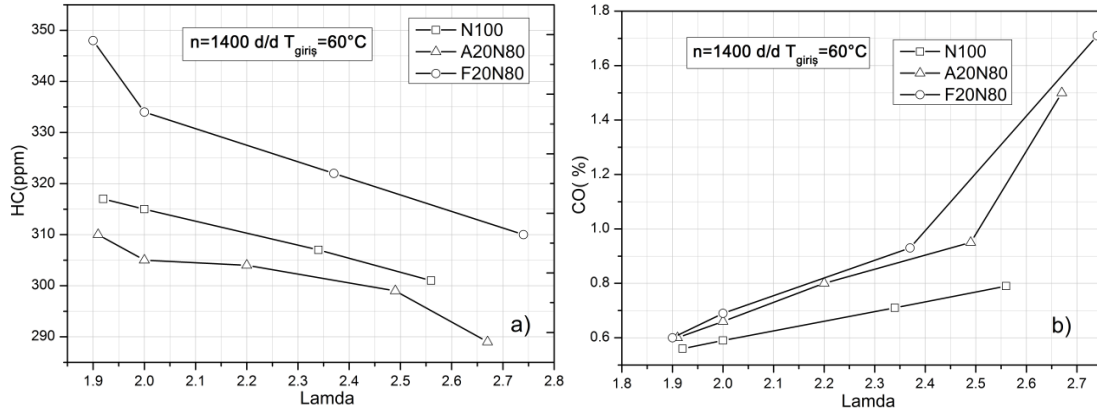 350
340
330
320
310
300
290
HC(ppm)
1.9 2.0 2.1 2.2 2.3 2.4 2.5 2.6 2.7 2.8
Lamda
n=1400 d/d T giriş=60°C
N100
A20N80
F20N80
a)
1.8
1.6
1.4
1.2
1.0
0.8
0.6
CO( %)
1.8 1.9 2.0 2.1 2.2 2.3 2.4 2.5 2.6 2.7
Lamda
n=1400 d/d T giriş=60°C
N100
A20N80
F20N80
b)